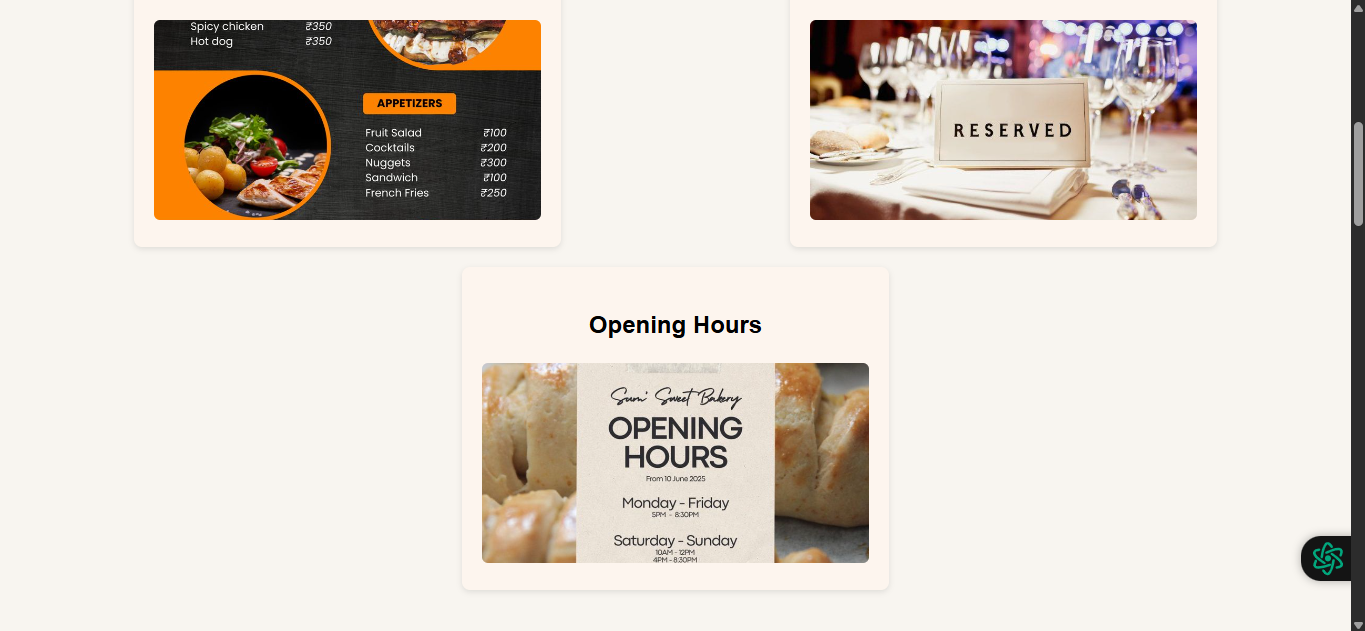 Spicy chicken ₹350
Hot dog ₹350
APPETIZERS
Fruit Salad ₹100
Cocktails ₹200
Nuggets ₹300
Sandwich ₹100
French Fries ₹250
RESERVED
Opening Hours
Sum' Sweet Bakery
OPENING
HOURS
From 10 June 2025
Monday - Friday
5PM - 8:30PM
Saturday - Sunday
10AM - 12PM
4PM - 8:30PM